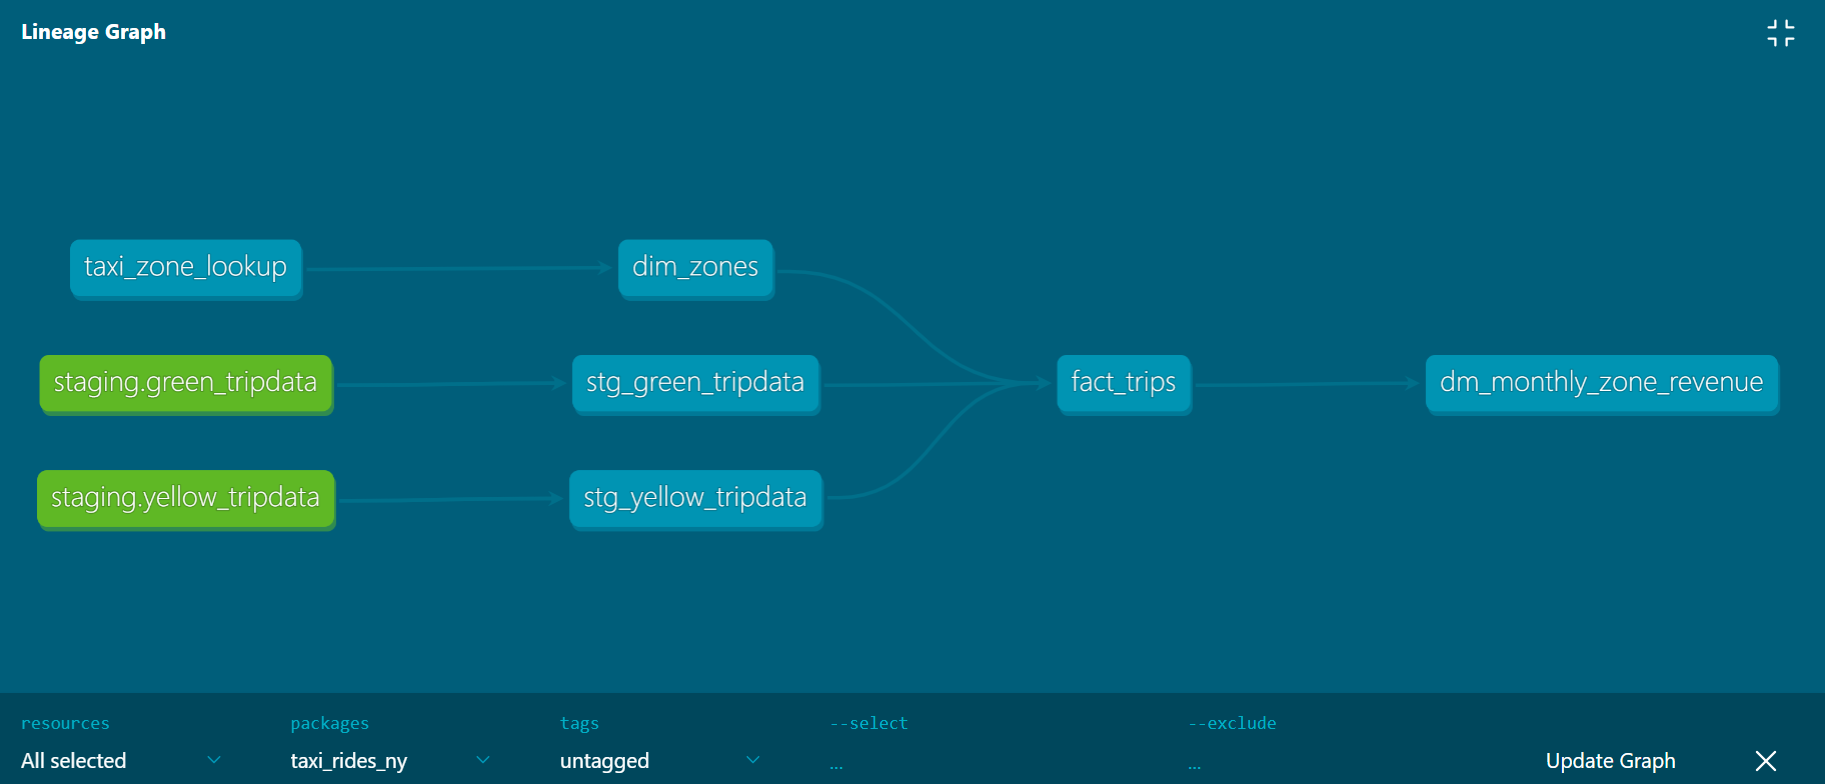 Lineage Graph
taxi_zone_lookup
dim_zones
staging.green_tripdata
stg_green_tripdata
fact_trips
dm_monthly_zone_revenue
staging.yellow_tripdata
stg_yellow_tripdata
resources
packages
tags
--select
--exclude
All selected
taxi_rides_ny
untagged
...
...
Update Graph